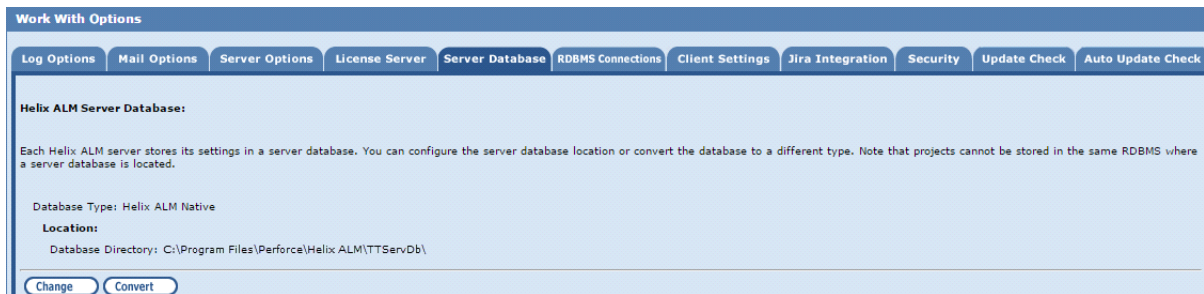 Work With Options
Log Options Mail Options Server Options License Server Server Database RDBMS Connections Client Settings Jira Integration Security Update Check Auto Update Check
Helix ALM Server Database:
Each Helix ALM server stores its settings in a server database. You can configure the server database location or convert the database to a different type. Note that projects cannot be stored in the same RDBMS where
a server database is located.
Database Type: Helix ALM Native
Location:
Database Directory: C:\Program Files\Perforce\Helix ALM\TTServDb\
Change Convert